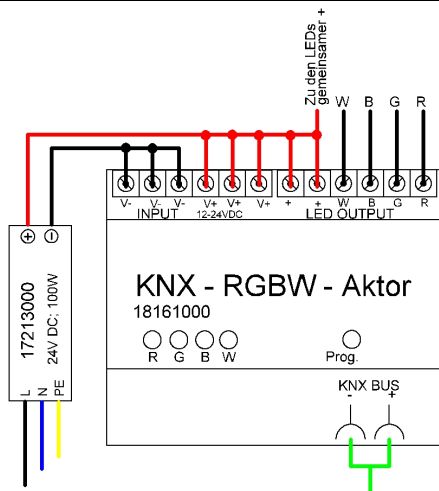 Zu den LEDs
gemeinsamer +
W B G R
V- V- V- V+ V+ V+ + + W B G R
INPUT 12-24VDC LED OUTPUT
+ -
17213000
24V DC; 100W
L N PE
KNX - RGBW - Aktor
18161000
R G B W Prog.
KNX BUS
- +